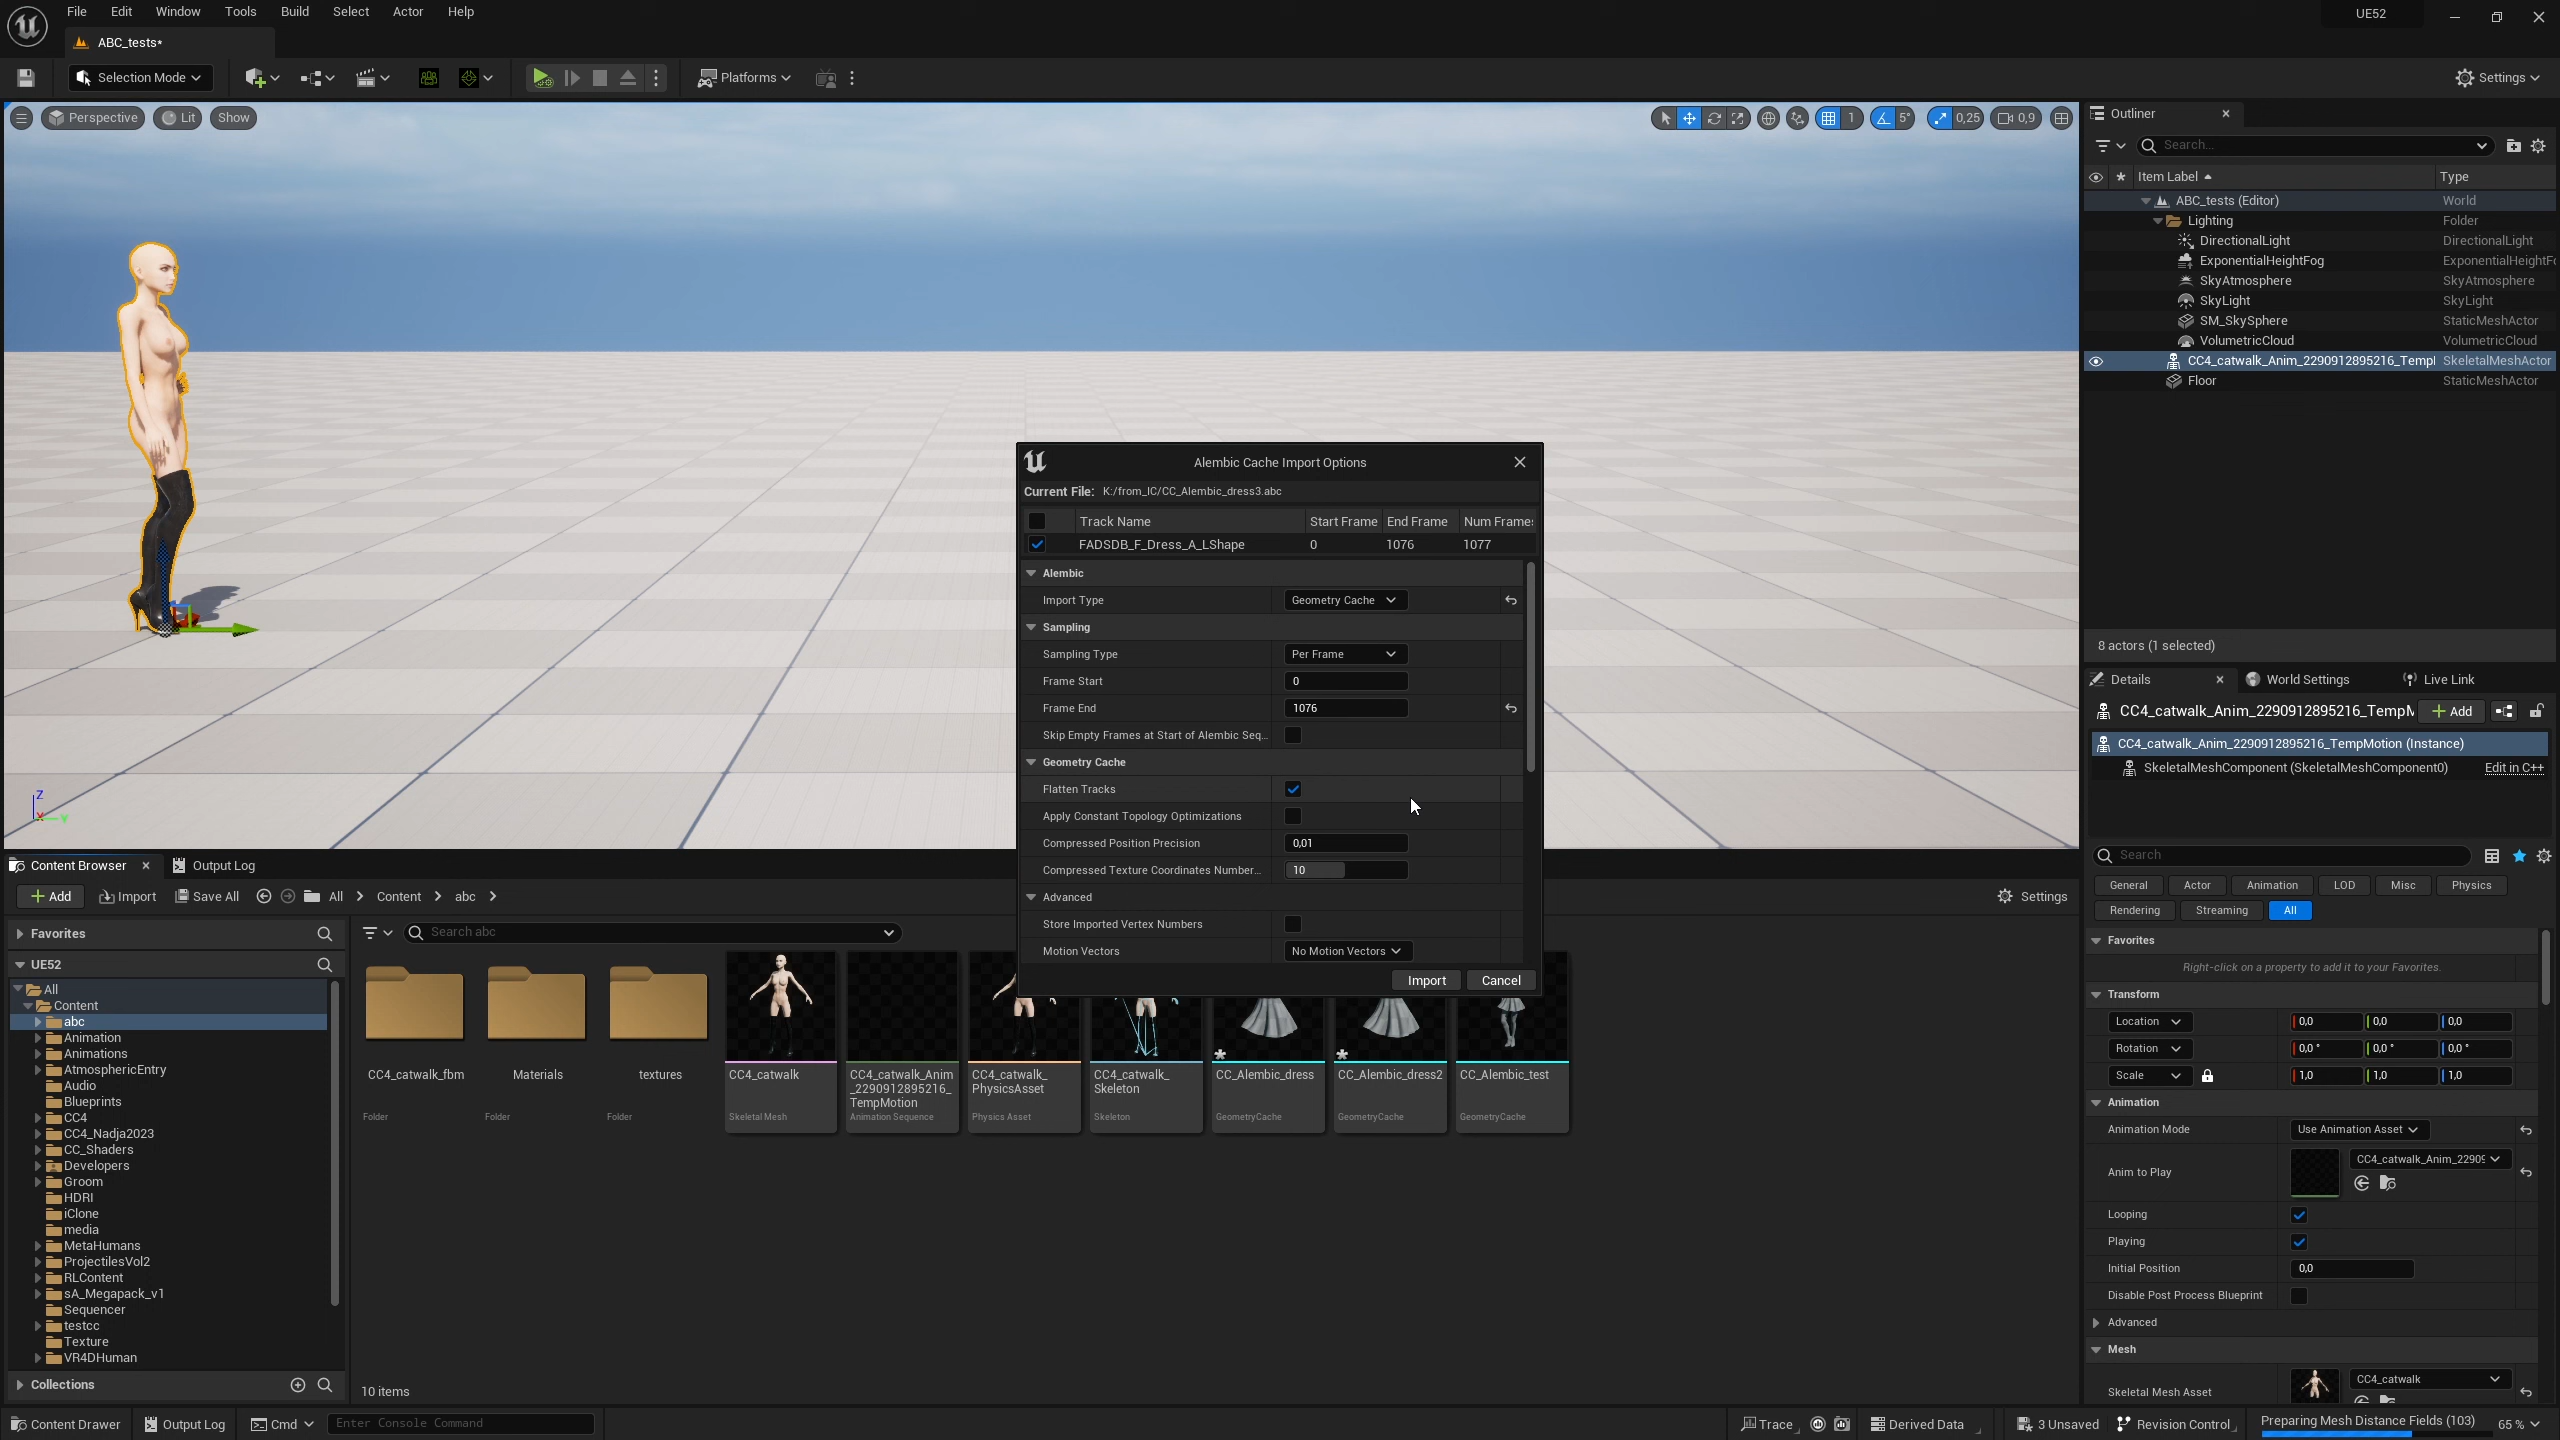 File Edit Window Tools Build Select Actor Help
UE52
ABC_tests*
Selection Mode
Platforms
Settings
Perspective Lit Show
1 5° 0,25 0,9
Outliner
Search...
Item Label Type
ABC_tests (Editor) World
Lighting Folder
DirectionalLight DirectionalLight
ExponentialHeightFog ExponentialHeightF
SkyAtmosphere SkyAtmosphere
SkyLight SkyLight
SM_SkySphere StaticMeshActor
VolumetricCloud VolumetricCloud
CC4_catwalk_Anim_2290912895216_Temp SkeletalMeshActor
Floor StaticMeshActor
8 actors (1 selected)
Alembic Cache Import Options
Current File: K:/from_IC/CC_Alembic_dress3.abc
Track Name Start Frame End Frame Num Frame
FADSDB_F_Dress_A_LShape 0 1076 1077
Alembic
Import Type Geometry Cache
Sampling
Sampling Type Per Frame
Frame Start 0
Frame End 1076
Skip Empty Frames at Start of Alembic Seq...
Geometry Cache
Flatten Tracks
Apply Constant Topology Optimizations
Compressed Position Precision 0,01
Compressed Texture Coordinates Number... 10
Advanced
Store Imported Vertex Numbers
Motion Vectors No Motion Vectors
Import Cancel
Details World Settings Live Link
CC4_catwalk_Anim_2290912895216_Temp Add
CC4_catwalk_Anim_2290912895216_TempMotion (Instance)
SkeletalMeshComponent (SkeletalMeshComponent0) Edit in C++
Search
General Actor Animation LOD Misc Physics
Rendering Streaming All
Favorites
Right-click on a property to add it to your Favorites.
Transform
Location 0,0 0,0 0,0
Rotation 0,0 ° 0,0 ° 0,0 °
Scale 1,0 1,0 1,0
Animation
Animation Mode Use Animation Asset
Anim to Play CC4_catwalk_Anim_2290
Looping
Playing
Initial Position 0,0
Disable Post Process Blueprint
Advanced
Mesh
Skeletal Mesh Asset CC4_catwalk
Z
X
Y
Content Browser Output Log
Add Import Save All All Content abc Settings
Favorites
UE52
All
Content
abc
Animation
Animations
AtmosphericEntry
Audio
Blueprints
CC4
CC4_Nadja2023
CC_Shaders
Developers
Groom
HDRI
iClone
media
MetaHumans
ProjectilesVol2
RLContent
sA_Megapack_v1
Sequencer
testcc
Texture
VR4DHuman
Collections
Search abc
CC4_catwalk_fbm
Folder
Materials
Folder
textures
Folder
CC4_catwalk
Skeletal Mesh
CC4_catwalk_Anim
_2290912895216_
TempMotion
Animation Sequence
CC4_catwalk_
PhysicsAsset
Physics Asset
CC4_catwalk_
Skeleton
Skeleton
CC_Alembic_dress
GeometryCache
CC_Alembic_dress2
GeometryCache
CC_Alembic_test
GeometryCache
10 items
Content Drawer Output Log Cmd Enter Console Command
Trace Derived Data 3 Unsaved Revision Control Preparing Mesh Distance Fields (103) 65 %